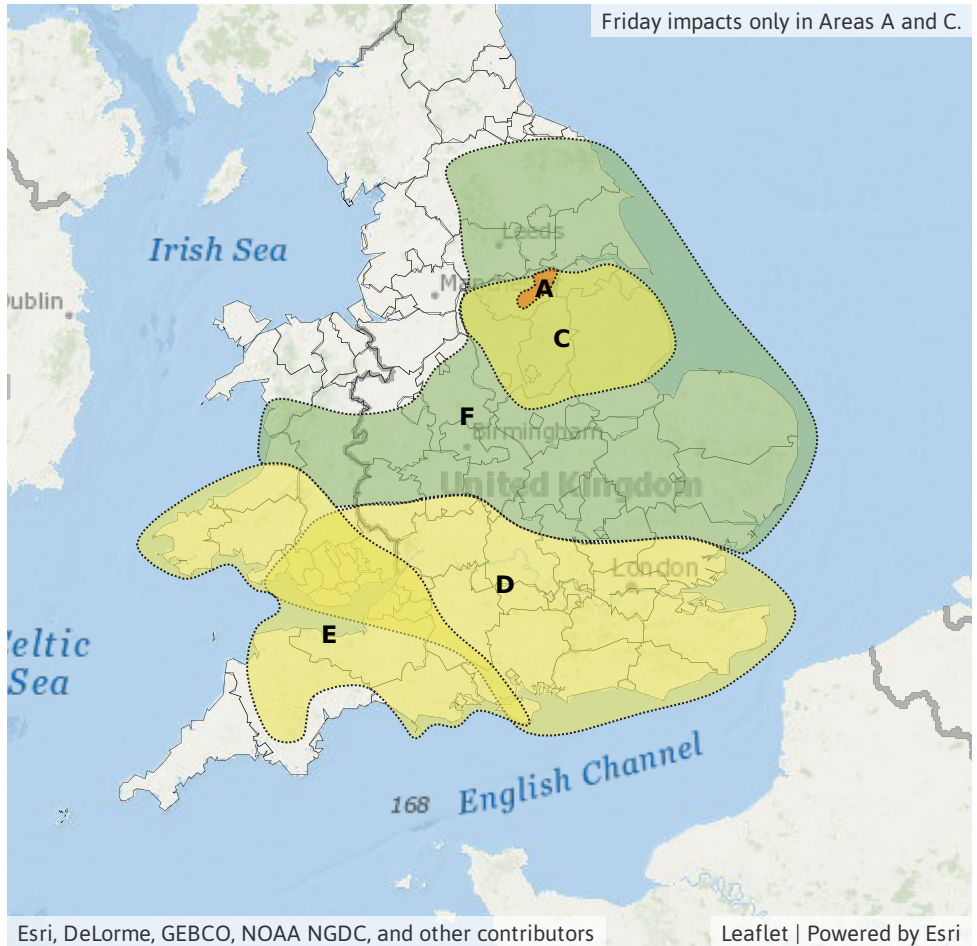 Friday impacts only in Areas A and C.
Leeds
Irish Sea
A
Dublin
C
F
Birmingham
United Kingdom
London
D
E
Celtic
Sea
English Channel
168
Esri, DeLorme, GEBCO, NOAA NGDC, and other contributors
Leaflet | Powered by Esri